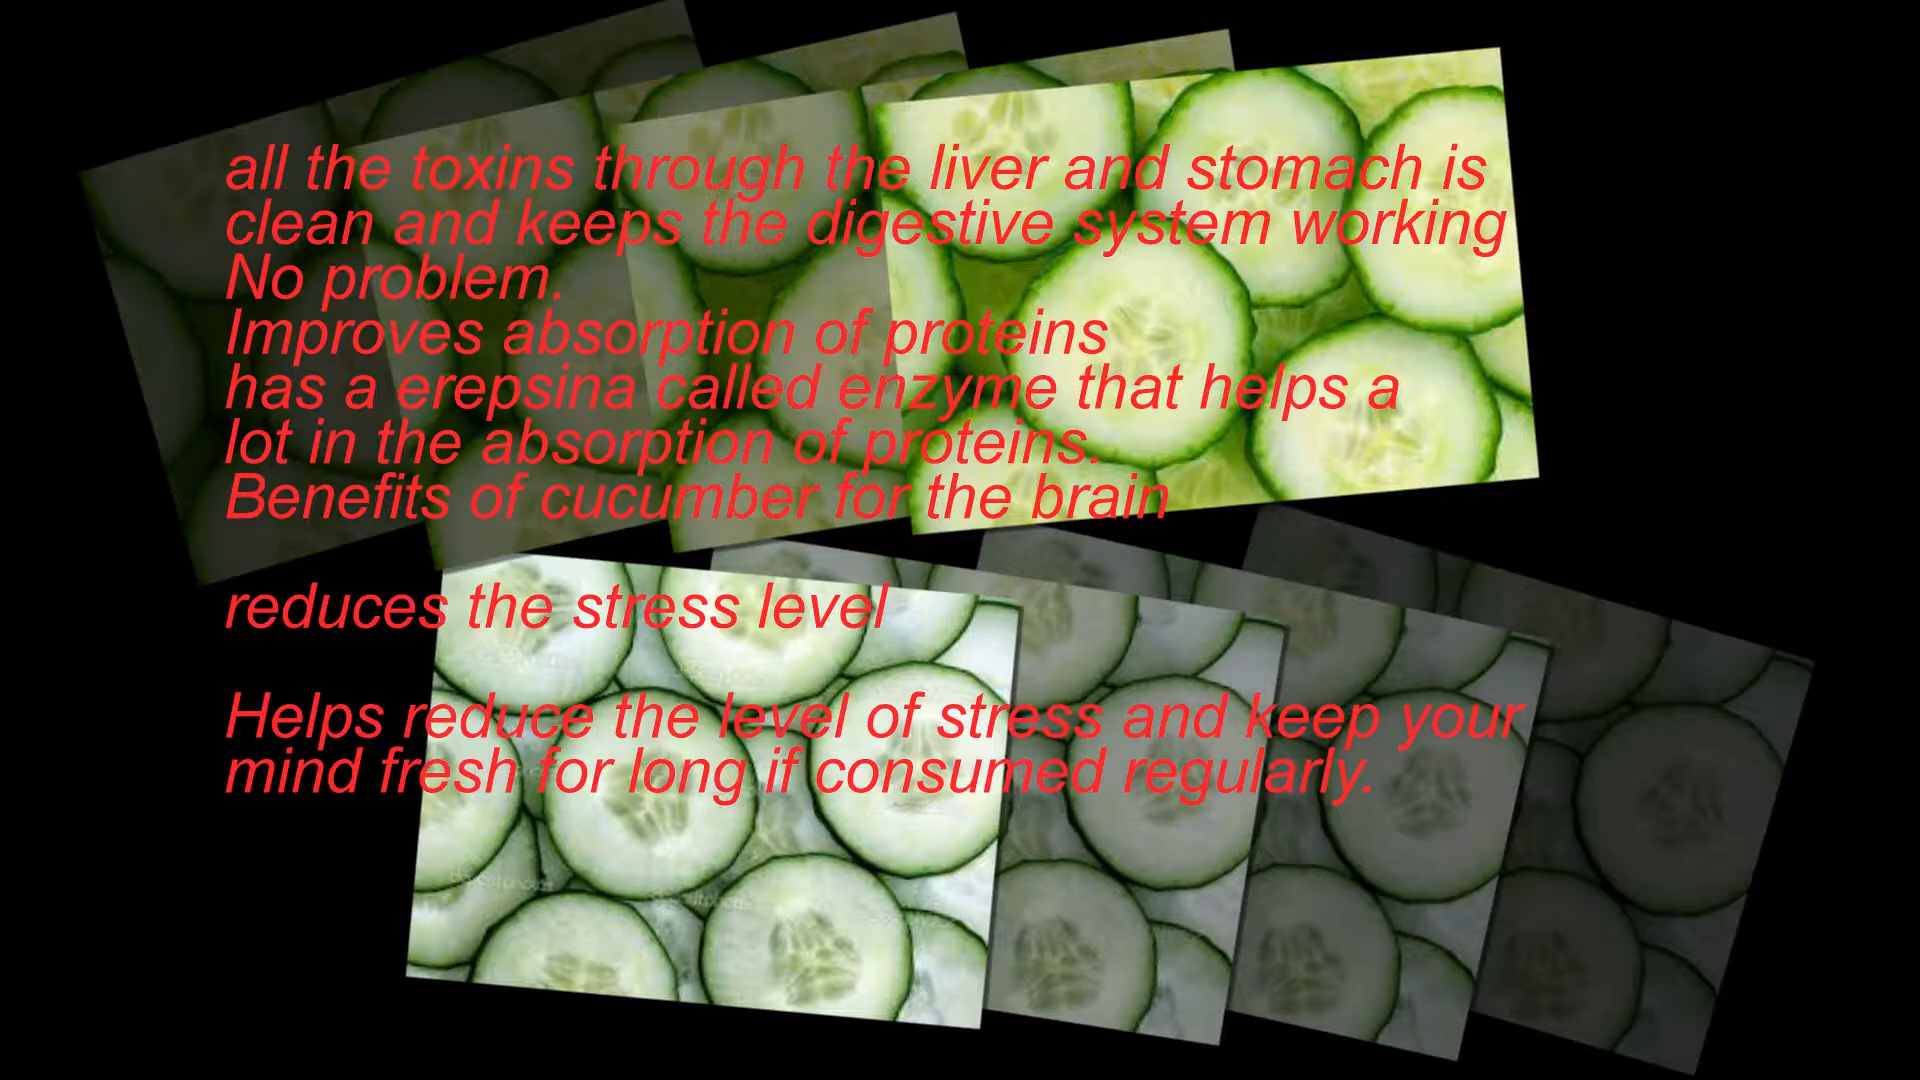 all the toxins through the liver and stomach is
clean and keeps the digestive system working
No problem.
Improves absorption of proteins
has a erepsina called enzyme that helps a
lot in the absorption of proteins.
Benefits of cucumber for the brain
reduces the stress level
Helps reduce the level of stress and keep your
mind fresh for long if consumed regularly.